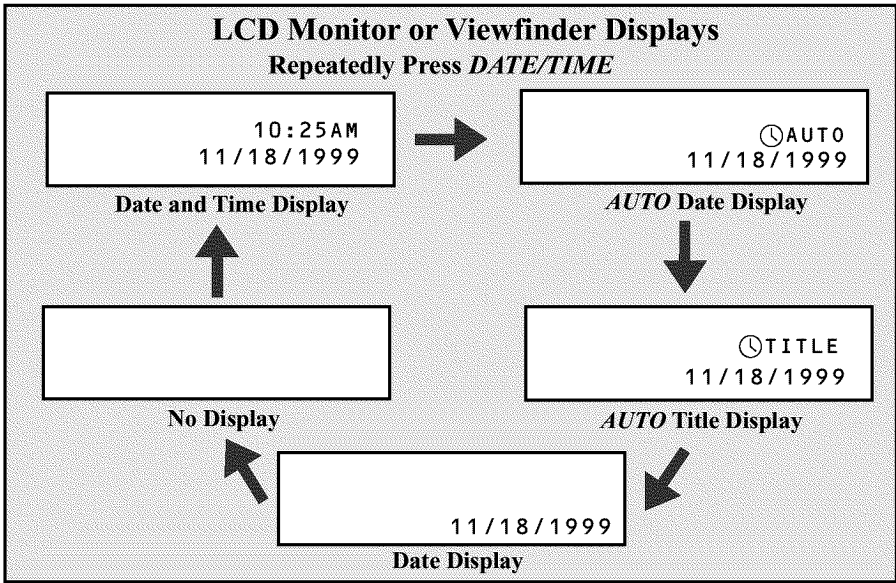 LCD Monitor or Viewfinder Displays
Repeatedly Press DATE/TIME
10:25AM
11/18/1999
Date and Time Display
AUTO
11/18/1999
AUTO Date Display
TITLE
11/18/1999
AUTO Title Display
11/18/1999
Date Display
No Display